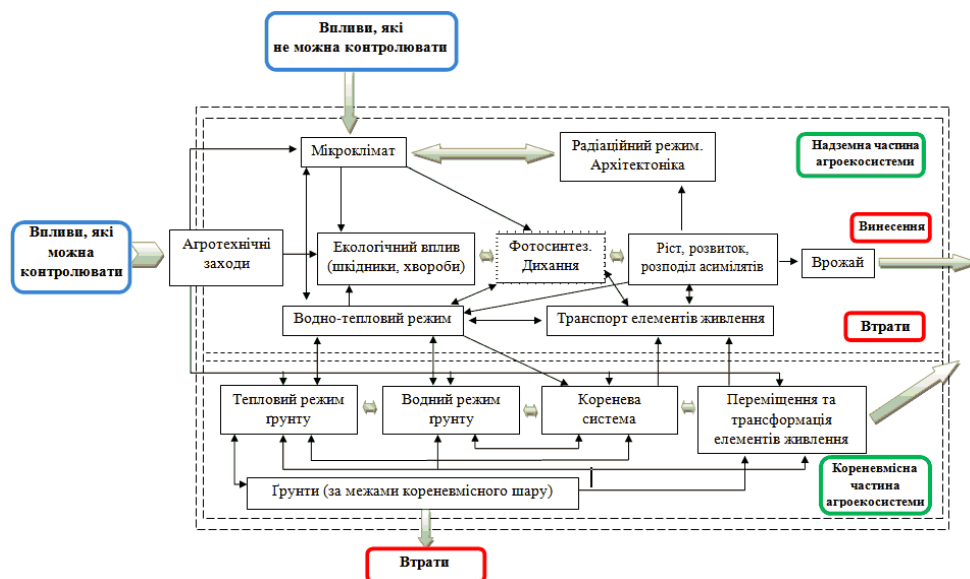 Впливи, які
не можна контролювати
Мікроклімат
Радіаційний режим.
Архітектоніка
Надземна частина
агроекосистеми
Впливи, які
можна
контролювати
Агротехнічні
заходи
Екологічний вплив
(шкідники, хвороби)
Фотосинтез.
Дихання
Ріст, розвиток,
розподіл асимілятів
Врожай
Винесення
Водно-тепловий режим
Транспорт елементів живлення
Втрати
Тепловий режим
ґрунту
Водний режим
ґрунту
Коренева
система
Переміщення та
трансформація
елементів живлення
Ґрунти (за межами кореневмісного шару)
Кореневмісна
частина
агроекосистеми
Втрати